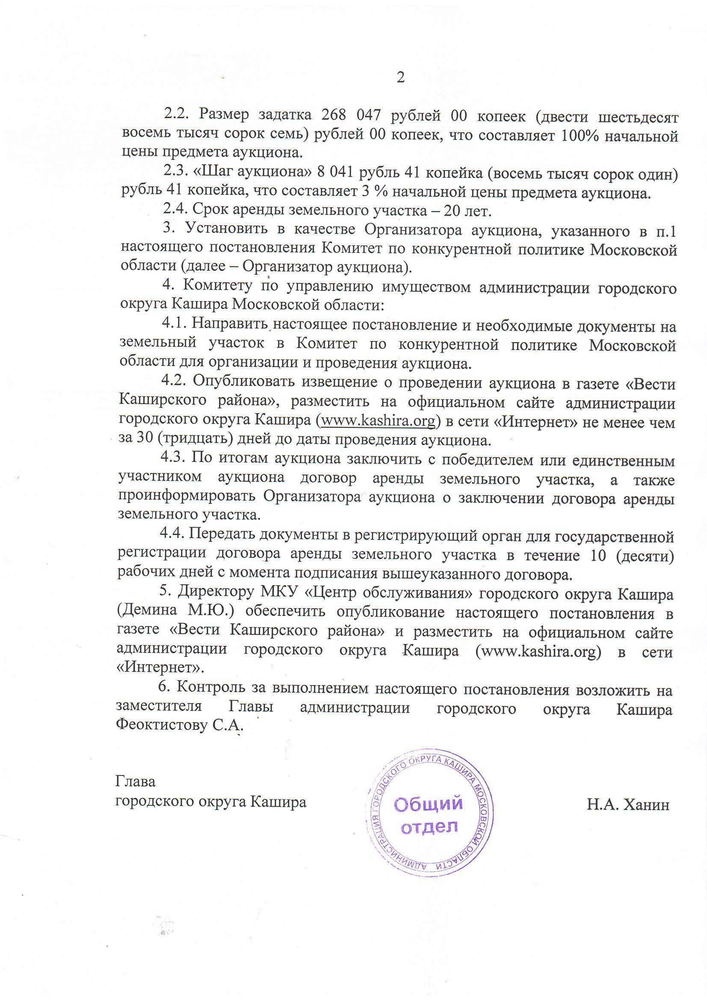 2
2.2. Размер задатка 268 047 рублей 00 копеек (двести шестьдесят
восемь тысяч сорок семь) рублей 00 копеек, что составляет 100% начальной
цены предмета аукциона.
2.3. «Шаг аукциона» 8 041 рубль 41 копейка (восемь тысяч сорок один)
рубль 41 копейка, что составляет 3 % начальной цены предмета аукциона.
2.4. Срок аренды земельного участка – 20 лет.
3. Установить в качестве Организатора аукциона, указанного в п.1
настоящего постановления Комитет по конкурентной политике Московской
области (далее – Организатор аукциона).
4. Комитету по управлению имуществом администрации городского
округа Кашира Московской области:
4.1. Направить настоящее постановление и необходимые документы на
земельный участок в Комитет по конкурентной политике Московской
области для организации и проведения аукциона.
4.2. Опубликовать извещение о проведении аукциона в газете «Вести
Каширского района», разместить на официальном сайте администрации
городского округа Кашира (www.kashira.org) в сети «Интернет» не менее чем
за 30 (тридцать) дней до даты проведения аукциона.
4.3. По итогам аукциона заключить с победителем или единственным
участником аукциона договор аренды земельного участка, а также
проинформировать Организатора аукциона о заключении договора аренды
земельного участка.
4.4. Передать документы в регистрирующий орган для государственной
регистрации договора аренды земельного участка в течение 10 (десяти)
рабочих дней с момента подписания вышеуказанного договора.
5. Директору МКУ «Центр обслуживания» городского округа Кашира
(Демина М.Ю.) обеспечить опубликование настоящего постановления в
газете «Вести Каширского района» и разместить на официальном сайте
администрации городского округа Кашира (www.kashira.org) в сети
«Интернет».
6. Контроль за выполнением настоящего постановления возложить на
заместителя Главы администрации городского округа Кашира
Феоктистову С.А.
Глава
городского округа Кашира
Н.А. Ханин
АДМИНИСТРАЦИЯ ГОРОДСКОГО ОКРУГА КАШИРА МОСКОВСКОЙ ОБЛАСТИ
Общий
отдел